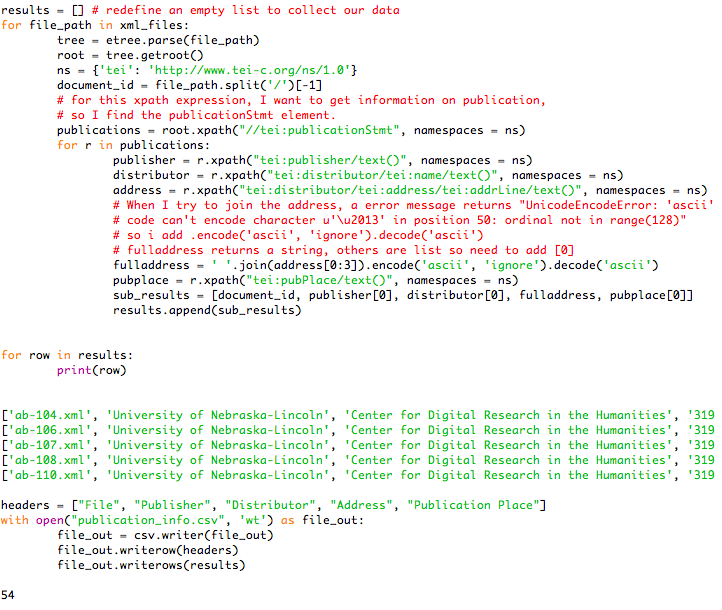 results = [] # redefine an empty list to collect our data
for file_path in xml_files:
        tree = etree.parse(file_path)
        root = tree.getroot()
        ns = {'tei': 'http://www.tei-c.org/ns/1.0'}
        document_id = file_path.split('/')[-1]
        # for this xpath expression, I want to get information on publication,
        # so I find the publicationStmt element.
        publications = root.xpath("//tei:publicationStmt", namespaces = ns)
        for r in publications:
                publisher = r.xpath("tei:publisher/text()", namespaces = ns)
                distributor = r.xpath("tei:distributor/tei:name/text()", namespaces = ns)
                address = r.xpath("tei:distributor/tei:address/tei:addrLine/text()", namespaces = ns)
                # When I try to join the address, a error message returns "UnicodeEncodeError: 'ascii'
                # code can't encode character u'\u2013' in position 50: ordinal not in range(128)"
                # so i add .encode('ascii', 'ignore').decode('ascii')
                # fulladdress returns a string, others are list so need to add [0]
                fulladdress = ' '.join(address[0:3]).encode('ascii', 'ignore').decode('ascii')
                pubplace = r.xpath("tei:pubPlace/text()", namespaces = ns)
                sub_results = [document_id, publisher[0], distributor[0], fulladdress, pubplace[0]]
                results.append(sub_results)
for row in results:
        print(row)
['ab-104.xml', 'University of Nebraska-Lincoln', 'Center for Digital Research in the Humanities', '319
['ab-106.xml', 'University of Nebraska-Lincoln', 'Center for Digital Research in the Humanities', '319
['ab-107.xml', 'University of Nebraska-Lincoln', 'Center for Digital Research in the Humanities', '319
['ab-108.xml', 'University of Nebraska-Lincoln', 'Center for Digital Research in the Humanities', '319
['ab-110.xml', 'University of Nebraska-Lincoln', 'Center for Digital Research in the Humanities', '319
headers = ["File", "Publisher", "Distributor", "Address", "Publication Place"]
with open("publication_info.csv", 'wt') as file_out:
        file_out = csv.writer(file_out)
        file_out.writerow(headers)
        file_out.writerows(results)
54